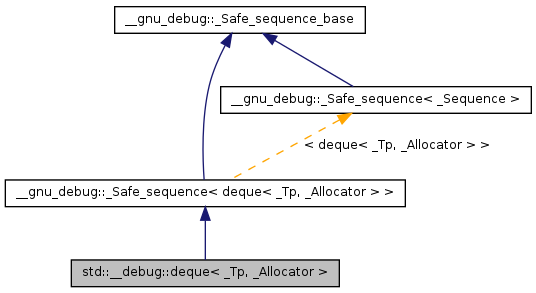 __gnu_debug::_Safe_sequence_base
__gnu_debug::_Safe_sequence< _Sequence >
< deque< _Tp, _Allocator > >
__gnu_debug::_Safe_sequence< deque< _Tp, _Allocator > >
std::__debug::deque< _Tp, _Allocator >